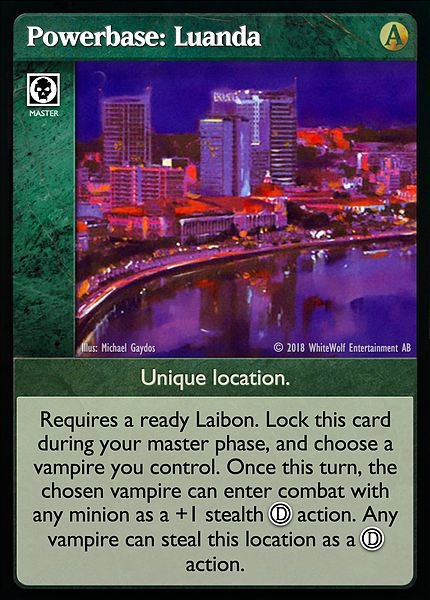 Powerbase: Luanda
A
MASTER
Illus: Michael Gaydos
© 2018 WhiteWolf Entertainment AB
Unique location.
Requires a ready Laibon. Lock this card
during your master phase, and choose a
vampire you control. Once this turn, the
chosen vampire can enter combat with
any minion as a +1 stealth Ⓓ action. Any
vampire can steal this location as a Ⓓ
action.